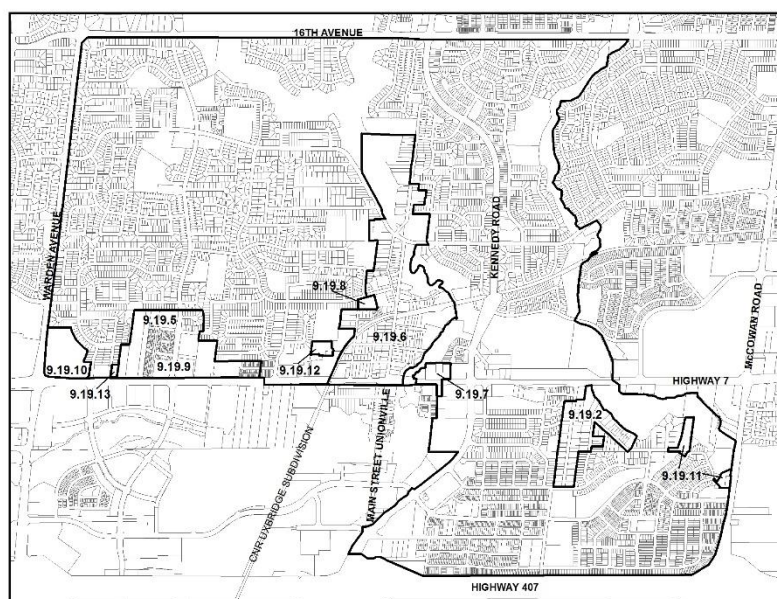 16TH AVENUE
WARDEN AVENUE
KENNEDY ROAD
McCOWAN ROAD
9.19.8
9.19.5
9.19.6
9.19.10
9.19.9
9.19.12
9.19.13
9.19.7
HIGHWAY 7
9.19.2
MAIN STREET UNIONVILLE
CNR UXBRIDGE SUBDIVISION
9.19.11
HIGHWAY 407